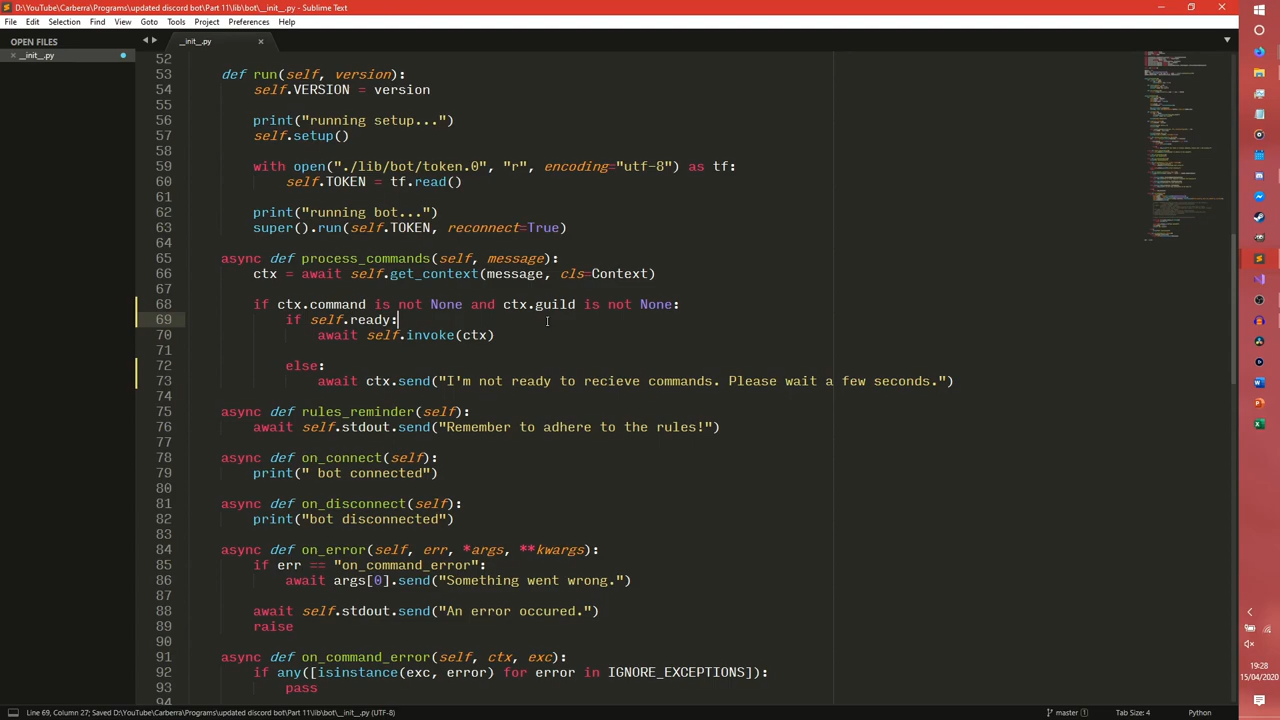 D:\YouTube\Carberra\Programs\updated discord bot\Part 11\lib\bot\__init__.py - Sublime Text
File Edit Selection Find View Goto Tools Project Preferences Help
OPEN FILES
__init__.py
__init__.py
52
53 def run(self, version):
54 self.VERSION = version
55
56 print("running setup...")
57 self.setup()
58
59 with open("./lib/bot/token.0", "r", encoding="utf-8") as tf:
60 self.TOKEN = tf.read()
61
62 print("running bot...")
63 super().run(self.TOKEN, reconnect=True)
64
65 async def process_commands(self, message):
66 ctx = await self.get_context(message, cls=Context)
67
68 if ctx.command is not None and ctx.guild is not None:
69 if self.ready:
70 await self.invoke(ctx)
71
72 else:
73 await ctx.send("I'm not ready to recieve commands. Please wait a few seconds.")
74
75 async def rules_reminder(self):
76 await self.stdout.send("Remember to adhere to the rules!")
77
78 async def on_connect(self):
79 print(" bot connected")
80
81 async def on_disconnect(self):
82 print("bot disconnected")
83
84 async def on_error(self, err, *args, **kwargs):
85 if err == "on_command_error":
86 await args[0].send("Something went wrong.")
87
88 await self.stdout.send("An error occured.")
89 raise
90
91 async def on_command_error(self, ctx, exc):
92 if any([isinstance(exc, error) for error in IGNORE_EXCEPTIONS]):
93 pass
94
Line 69, Column 27; Saved D:\YouTube\Carberra\Programs\updated discord bot\Part 11\lib\bot\__init__.py (UTF-8)
master 1
Tab Size: 4
Python
19:28
15/04/2020